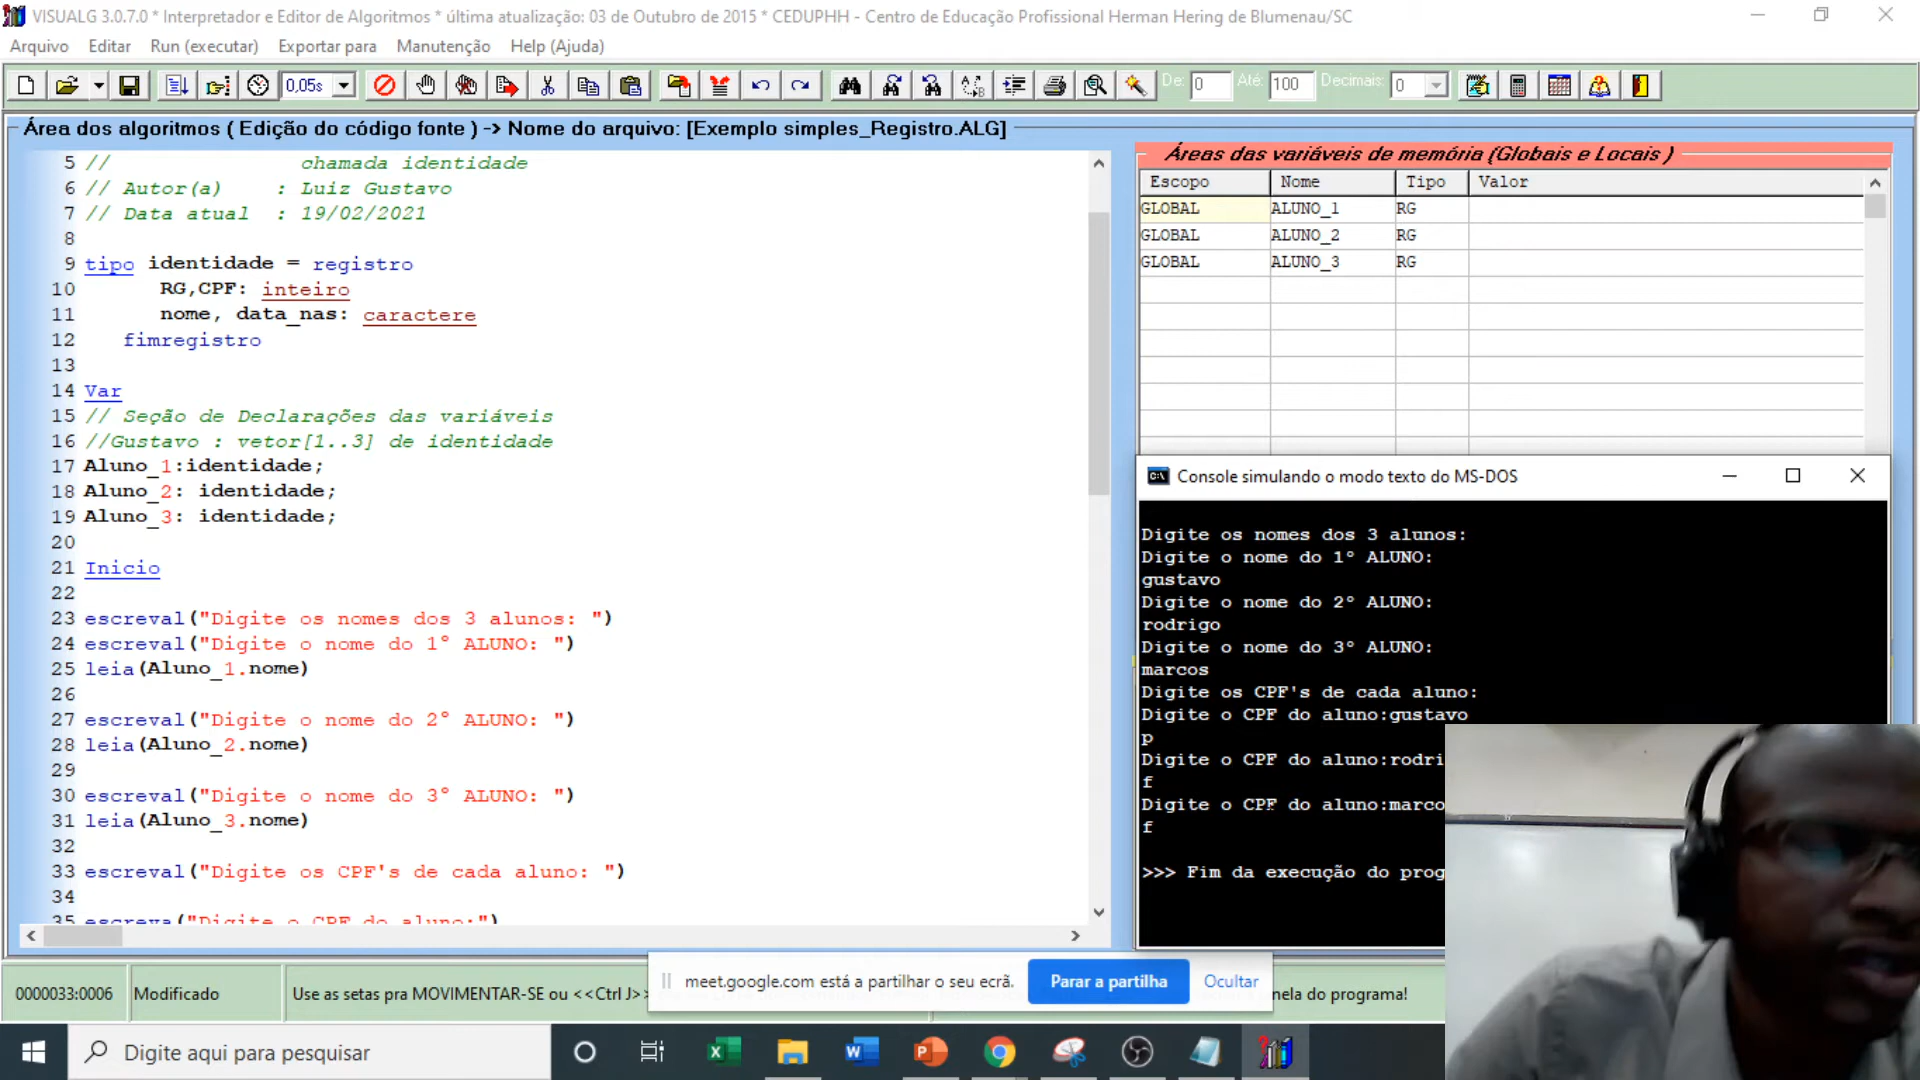 VISUALG 3.0.7.0 * Interpretador e Editor de Algoritmos * última atualização: 03 de Outubro de 2015 * CEDUPHH - Centro de Educação Profissional Herman Hering de Blumenau/SC
Arquivo Editar Run (executar) Exportar para Manutenção Help (Ajuda)
0,05s De: 0 Até: 100 Decimais: 0
Área dos algoritmos ( Edição do código fonte ) -> Nome do arquivo: [Exemplo simples_Registro.ALG]
5 // chamada identidade
6 // Autor(a) : Luiz Gustavo
7 // Data atual : 19/02/2021
8
9 tipo identidade = registro
10 RG,CPF: inteiro
11 nome, data_nas: caractere
12 fimregistro
13
14 Var
15 // Seção de Declarações das variáveis
16 //Gustavo : vetor[1..3] de identidade
17 Aluno_1:identidade;
18 Aluno_2: identidade;
19 Aluno_3: identidade;
20
21 Inicio
22
23 escreval("Digite os nomes dos 3 alunos: ")
24 escreval("Digite o nome do 1° ALUNO: ")
25 leia(Aluno_1.nome)
26
27 escreval("Digite o nome do 2° ALUNO: ")
28 leia(Aluno_2.nome)
29
30 escreval("Digite o nome do 3° ALUNO: ")
31 leia(Aluno_3.nome)
32
33 escreval("Digite os CPF's de cada aluno: ")
34
35 escreva("Digite o CPF do aluno:")
Áreas das variáveis de memória (Globais e Locais )
Escopo Nome Tipo Valor
GLOBAL ALUNO_1 RG
GLOBAL ALUNO_2 RG
GLOBAL ALUNO_3 RG
Console simulando o modo texto do MS-DOS
Digite os nomes dos 3 alunos:
Digite o nome do 1° ALUNO:
gustavo
Digite o nome do 2° ALUNO:
rodrigo
Digite o nome do 3° ALUNO:
marcos
Digite os CPF's de cada aluno:
Digite o CPF do aluno:gustavo
p
Digite o CPF do aluno:rodri
f
Digite o CPF do aluno:marco
f
>>> Fim da execução do prog
0000033:0006 Modificado Use as setas pra MOVIMENTAR-SE ou <<Ctrl J>> nela do programa!
meet.google.com está a partilhar o seu ecrã. Parar a partilha Ocultar
Digite aqui para pesquisar